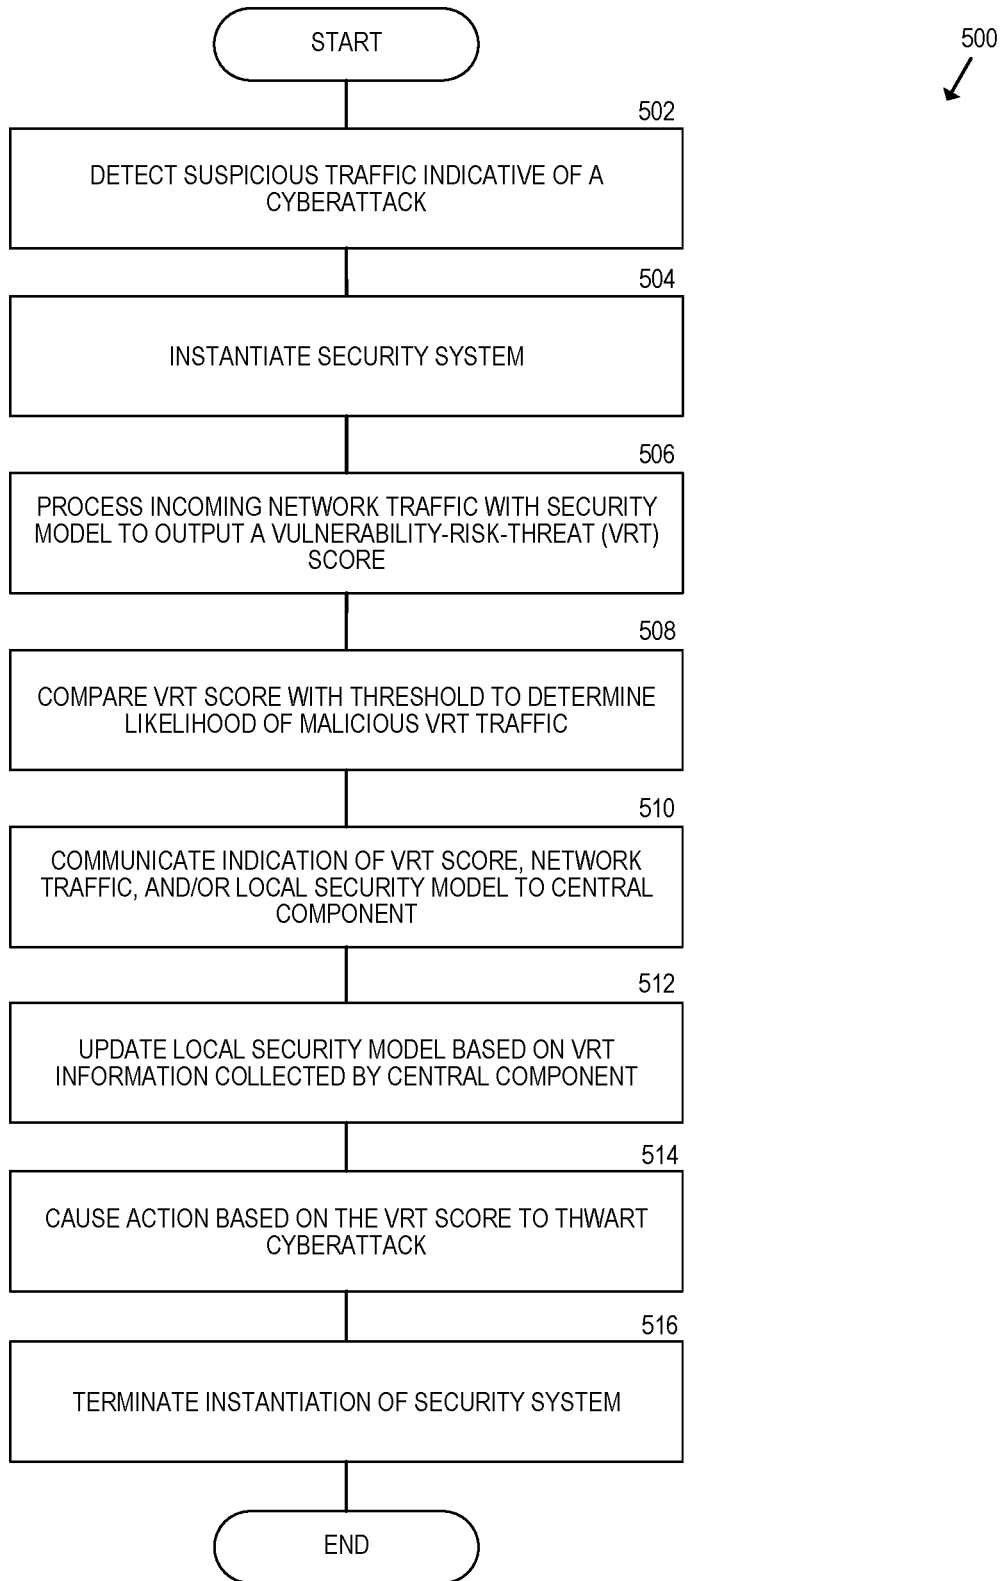 START
500
502
DETECT SUSPICIOUS TRAFFIC INDICATIVE OF A
CYBERATTACK
504
INSTANTIATE SECURITY SYSTEM
506
PROCESS INCOMING NETWORK TRAFFIC WITH SECURITY
MODEL TO OUTPUT A VULNERABILITY-RISK-THREAT (VRT)
SCORE
508
COMPARE VRT SCORE WITH THRESHOLD TO DETERMINE
LIKELIHOOD OF MALICIOUS VRT TRAFFIC
510
COMMUNICATE INDICATION OF VRT SCORE, NETWORK
TRAFFIC, AND/OR LOCAL SECURITY MODEL TO CENTRAL
COMPONENT
512
UPDATE LOCAL SECURITY MODEL BASED ON VRT
INFORMATION COLLECTED BY CENTRAL COMPONENT
514
CAUSE ACTION BASED ON THE VRT SCORE TO THWART
CYBERATTACK
516
TERMINATE INSTANTIATION OF SECURITY SYSTEM
END